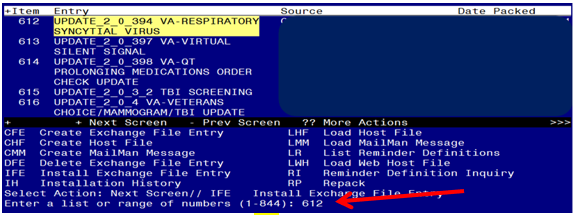 +Item Entry Source Date Packed
612 UPDATE_2_0_394 VA-RESPIRATORY
SYNCYTIAL VIRUS
613 UPDATE_2_0_397 VA-VIRTUAL
SILENT SIGNAL
614 UPDATE_2_0_398 VA-QT
PROLONGING MEDICATIONS ORDER
CHECK UPDATE
615 UPDATE_2_0_3_2 TBI SCREENING
616 UPDATE_2_0_4 VA-VETERANS
CHOICE/MAMMOGRAM/TBI UPDATE
+ + Next Screen - Prev Screen ?? More Actions >>>
CFE Create Exchange File Entry LHF Load Host File
CHF Create Host File LMM Load MailMan Message
CMM Create MailMan Message LR List Reminder Definitions
DFE Delete Exchange File Entry LWH Load Web Host File
IFE Install Exchange File Entry RI Reminder Definition Inquiry
IH Installation History RP Repack
Select Action: Next Screen// IFE Install Exchange File Entry
Enter a list or range of numbers (1-844): 612